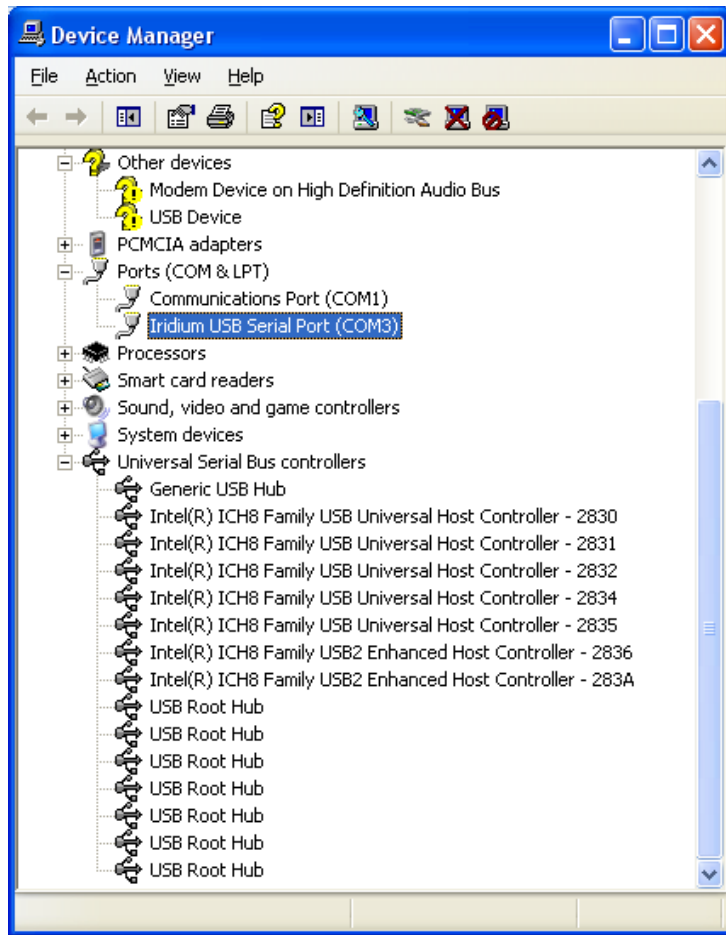 Device Manager
File Action View Help
Other devices
Modem Device on High Definition Audio Bus
USB Device
PCMCIA adapters
Ports (COM & LPT)
Communications Port (COM1)
Iridium USB Serial Port (COM3)
Processors
Smart card readers
Sound, video and game controllers
System devices
Universal Serial Bus controllers
Generic USB Hub
Intel(R) ICH8 Family USB Universal Host Controller - 2830
Intel(R) ICH8 Family USB Universal Host Controller - 2831
Intel(R) ICH8 Family USB Universal Host Controller - 2832
Intel(R) ICH8 Family USB Universal Host Controller - 2834
Intel(R) ICH8 Family USB Universal Host Controller - 2835
Intel(R) ICH8 Family USB2 Enhanced Host Controller - 2836
Intel(R) ICH8 Family USB2 Enhanced Host Controller - 283A
USB Root Hub
USB Root Hub
USB Root Hub
USB Root Hub
USB Root Hub
USB Root Hub
USB Root Hub